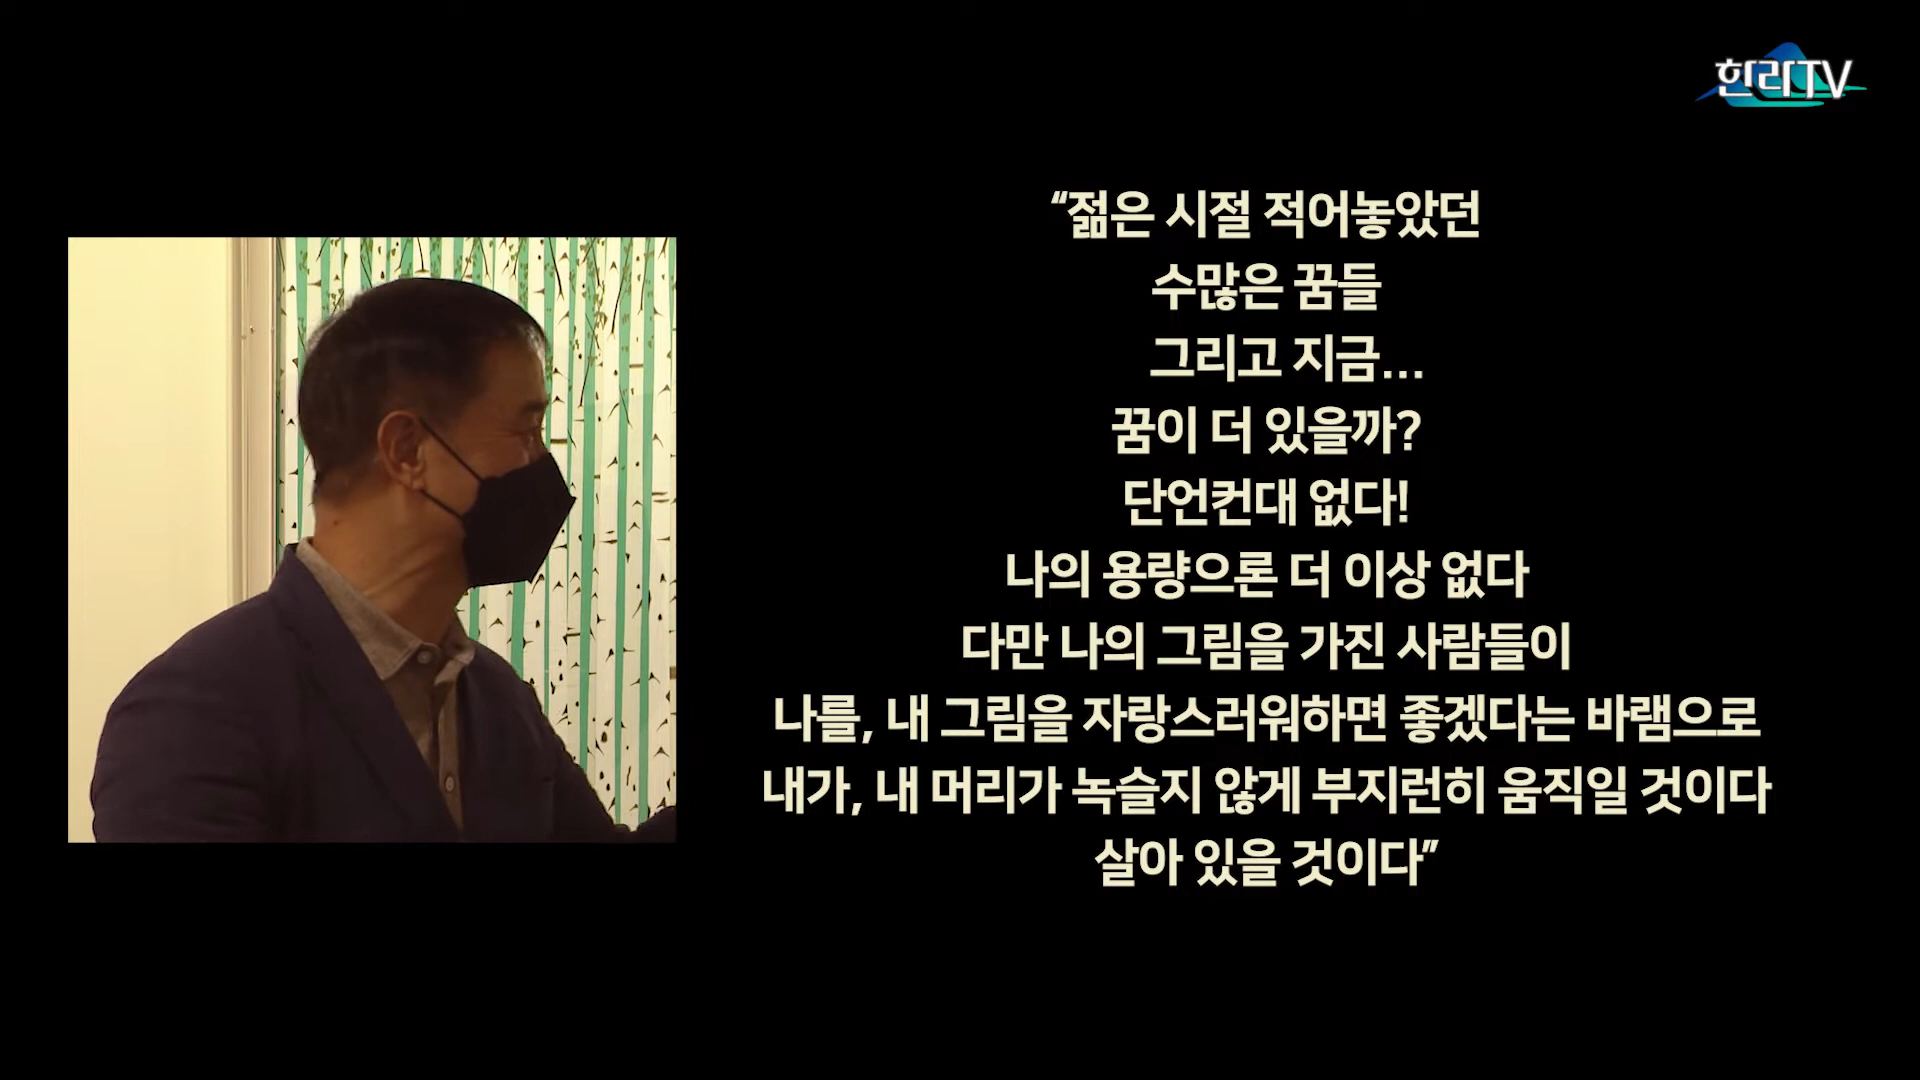 한라TV
“젊은 시절 적어놓았던
수많은 꿈들
그리고 지금...
꿈이 더 있을까?
단언컨대 없다!
나의 용량으론 더 이상 없다
다만 나의 그림을 가진 사람들이
나를, 내 그림을 자랑스러워하면 좋겠다는 바램으로
내가, 내 머리가 녹슬지 않게 부지런히 움직일 것이다
살아 있을 것이다”